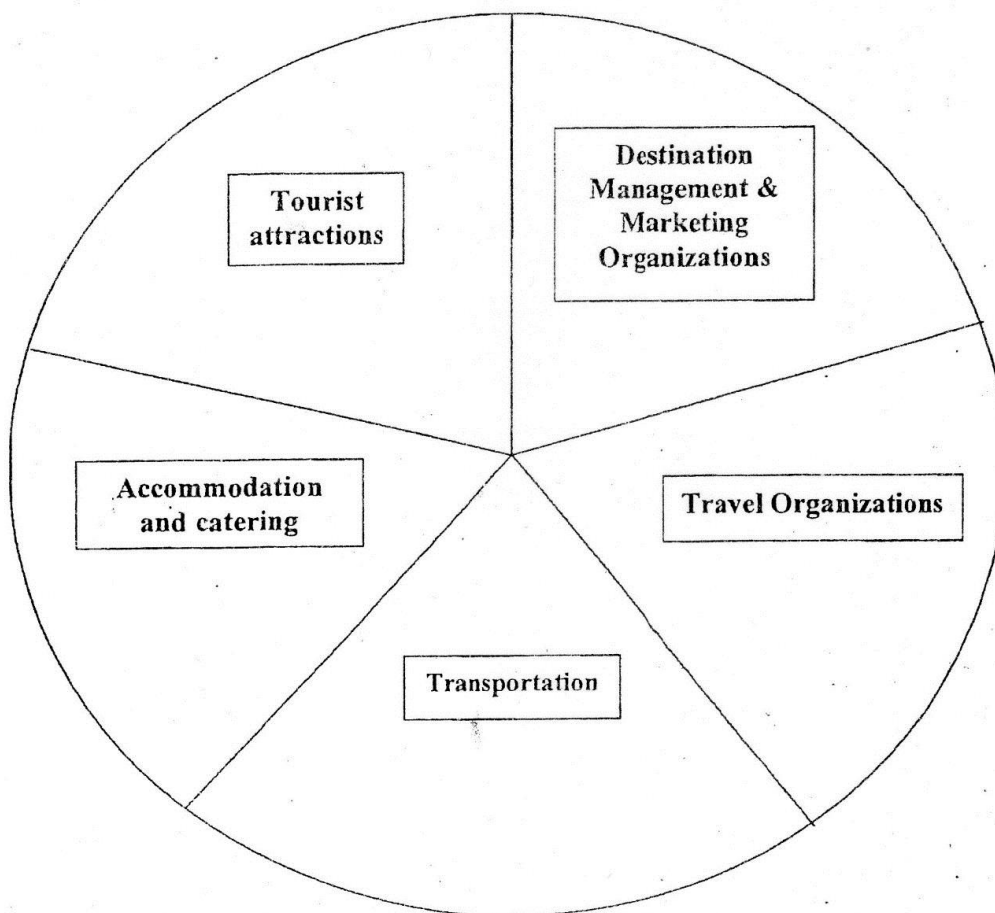 Destination
Management &
Marketing
Organizations
Tourist
attractions
Accommodation
and catering
Travel Organizations
Transportation